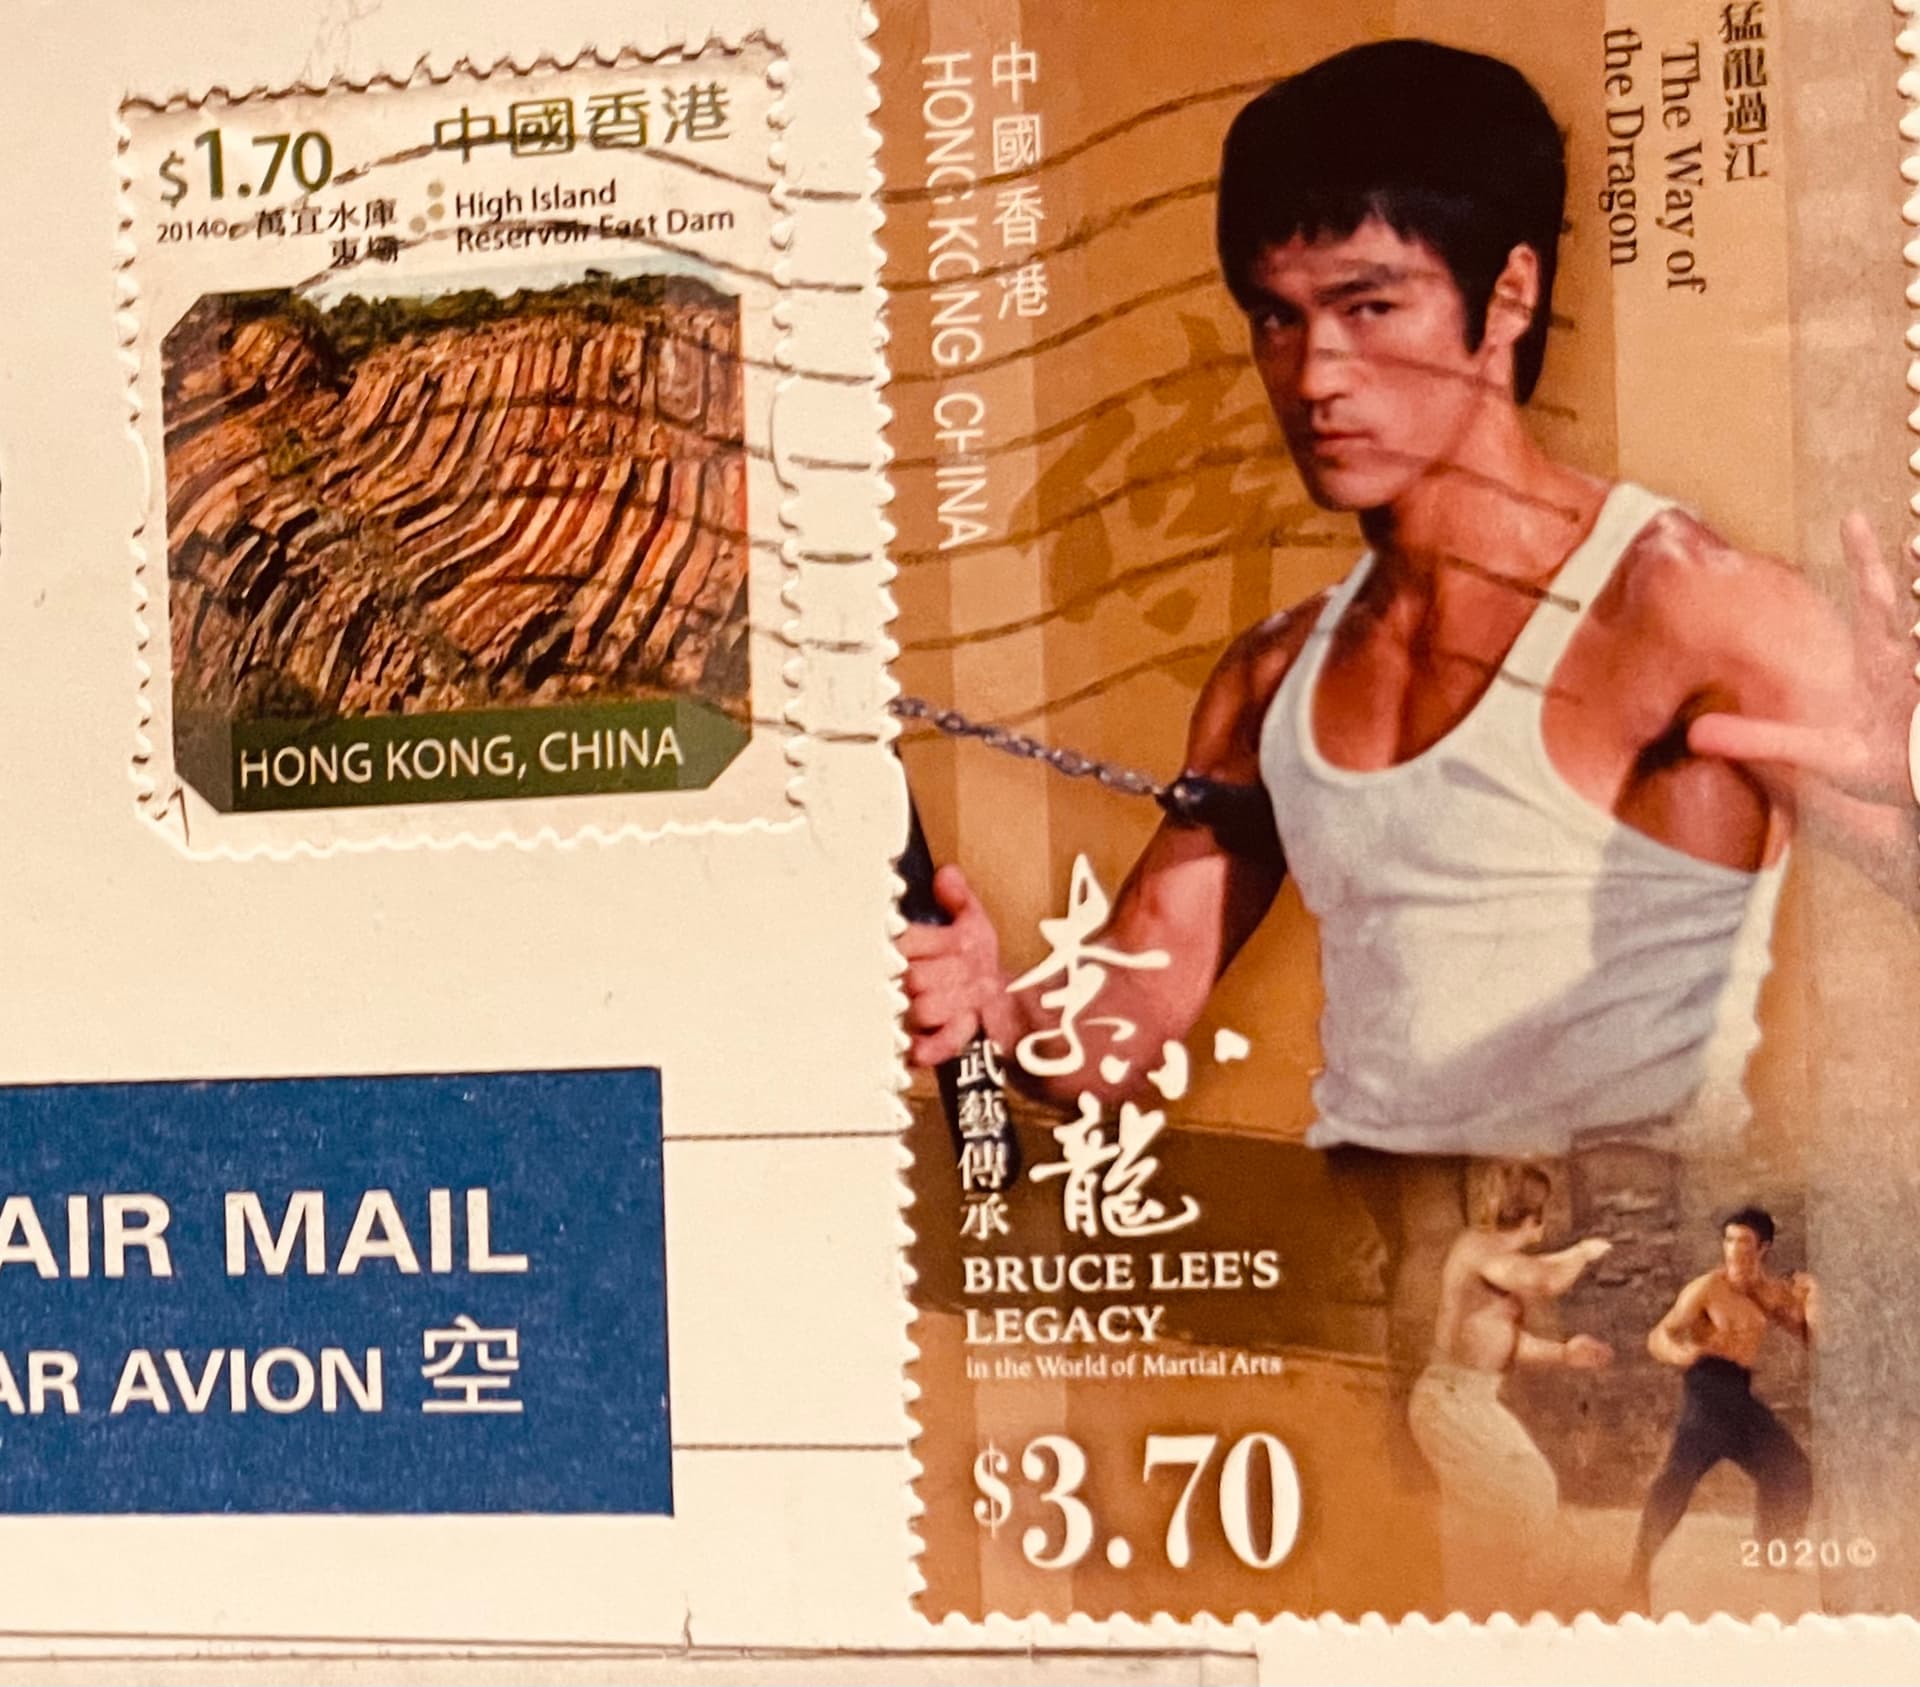 $1.70
中國香港
2014©
萬宜水庫
東壩
High Island
Reservoir East Dam
HONG KONG, CHINA
AIR MAIL
AR AVION 空
中國香港
HONG KONG CHINA
猛龍過江
The Way of
the Dragon
傳
李小龍
武藝傳承
BRUCE LEE'S
LEGACY
in the World of Martial Arts
$3.70
2020©